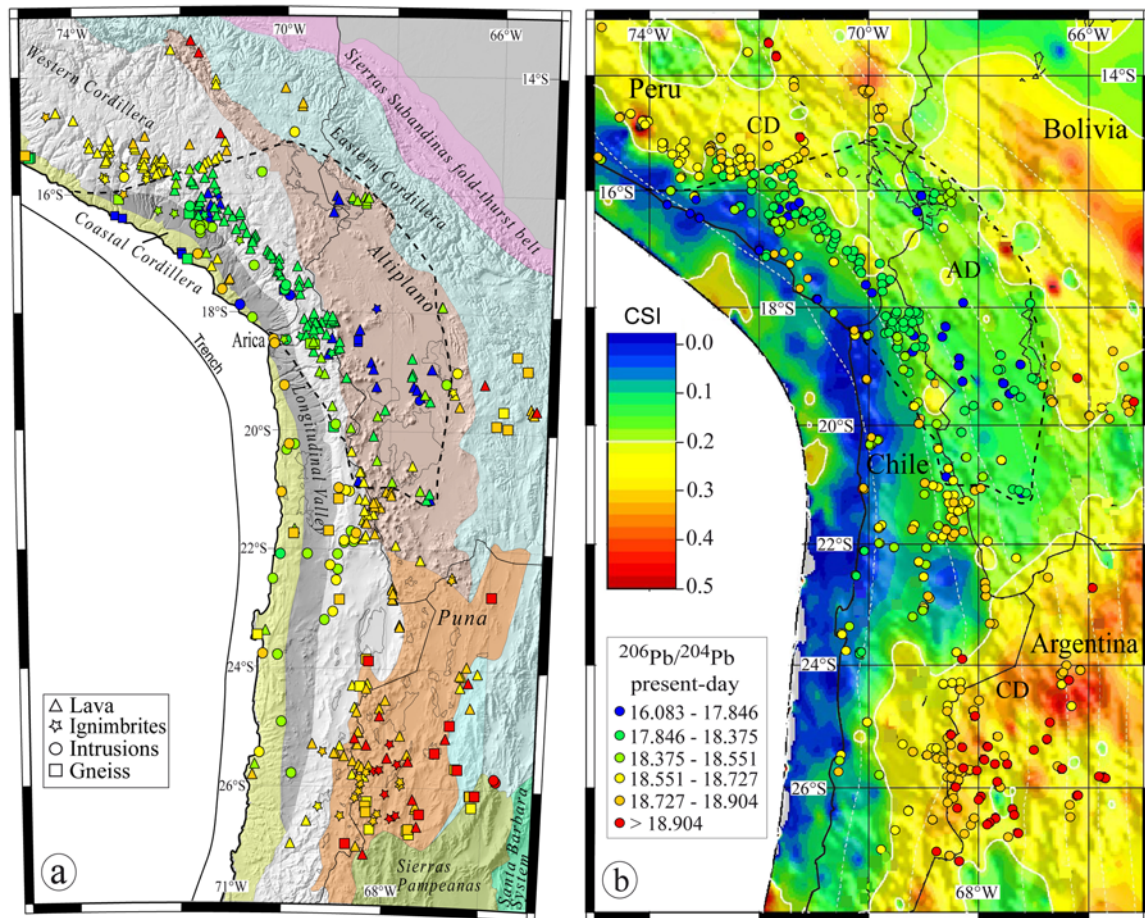 74°W
70°W
66°W
14°S
Western Cordillera
Sierras Subandinas fold-thrust belt
Eastern Cordillera
16°S
Coastal Cordillera
Altiplano
18°S
Trench
Arica
Longitudinal Valley
20°S
22°S
Puna
24°S
Lava
Ignimbrites
Intrusions
Gneiss
26°S
Sierras
Pampeanas
Santa Barbara
System
a
71°W
68°W
74°W
70°W
66°W
14°S
Peru
CD
Bolivia
16°S
AD
18°S
CSI
0.0
0.1
0.2
0.3
0.4
0.5
20°S
Chile
22°S
206Pb/204Pb
present-day
16.083 - 17.846
17.846 - 18.375
18.375 - 18.551
18.551 - 18.727
18.727 - 18.904
> 18.904
Argentina
24°S
CD
26°S
b
68°W